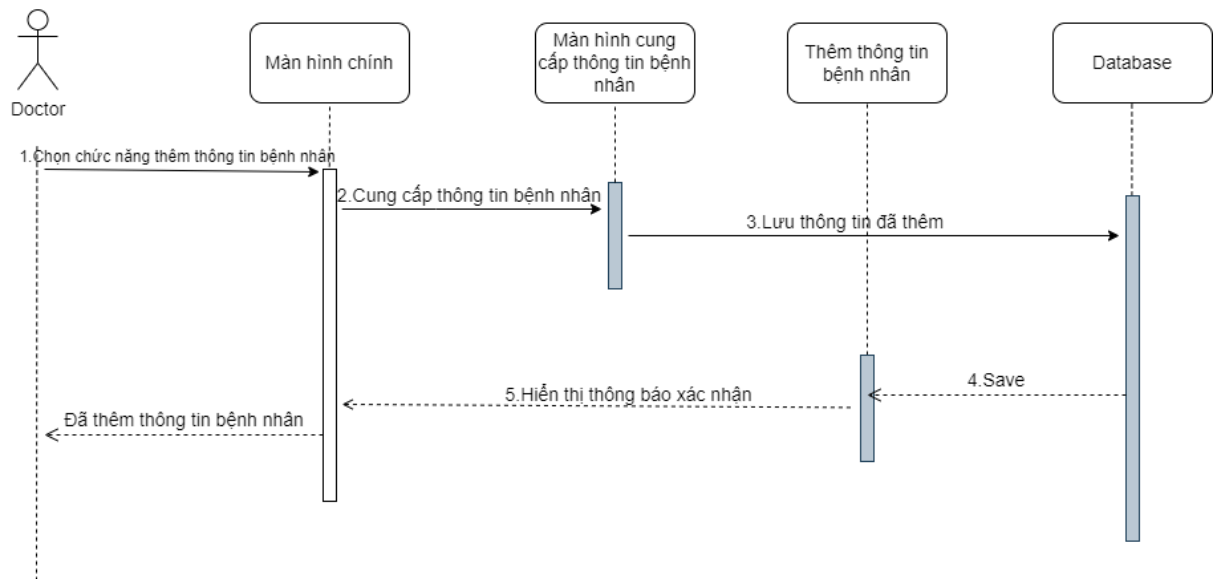 Doctor
Màn hình chính
Màn hình cung
cấp thông tin bệnh
nhân
Thêm thông tin
bệnh nhân
Database
1.Chọn chức năng thêm thông tin bệnh nhân
2.Cung cấp thông tin bệnh nhân
3.Lưu thông tin đã thêm
4.Save
5.Hiển thị thông báo xác nhận
Đã thêm thông tin bệnh nhân